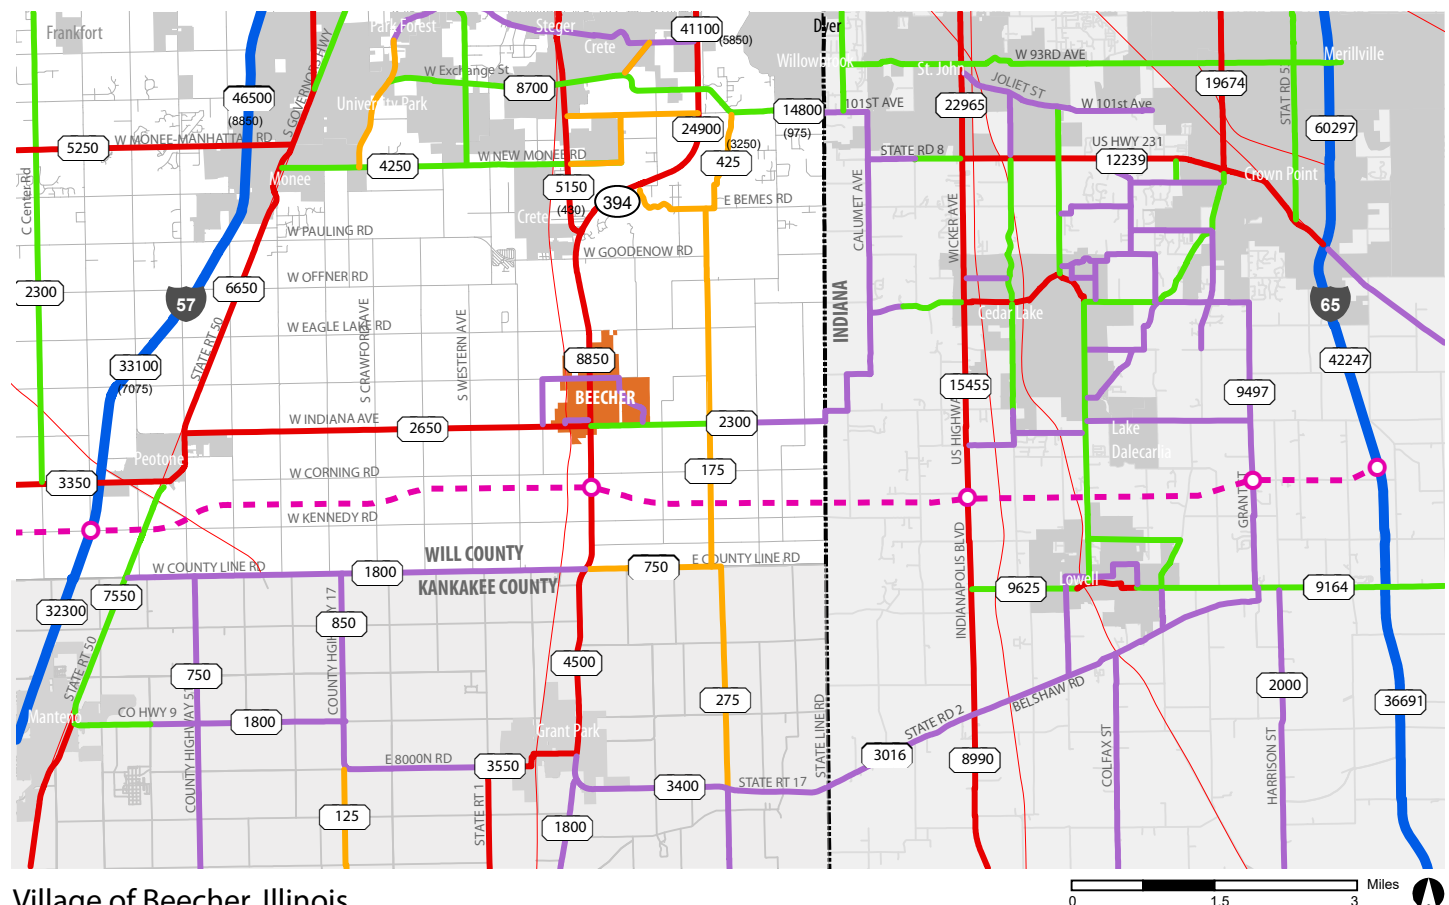 Frankfort
Park Forest
Steger
41100
(5850)
Crete
Dyer
Willowbrook
St. John
W 93RD AVE
Merillville
S GOVERNORS HWY
W Exchange St
8700
46500
(8850)
University Park
14800
(975)
101ST AVE
22965
JOLIET ST
W 101st Ave
19674
STAT RD 5
60297
W MONEE-MANHATTAN RD
5250
24900
(3250)
425
W NEW MONEE RD
4250
STATE RD 8
US HWY 231
12239
Crown Point
Monee
5150
(430)
394
E BEMES RD
Crete
C Center Rd
W PAULING RD
W GOODENOW RD
CALUMET AVE
WICKER AVE
W OFFNER RD
6650
2300
57
65
INDIANA
Cedar Lake
W EAGLE LAKE RD
STATE RT 50
S CRAWFORD AVE
S WESTERN AVE
8850
33100
(7075)
42247
15455
9497
BEECHER
W INDIANA AVE
2650
2300
US HIGHWA
Lake
Dalecarlia
Peotone
W CORNING RD
175
3350
GRANT T
W KENNEDY RD
INDIANAPOLIS BLVD
WILL COUNTY
W COUNTY LINE RD
1800
KANKAKEE COUNTY
750
E COUNTY LINE RD
Lowell
9625
9164
7550
32300
850
COUNTY HGIH Y 17
STATE RT 50
4500
750
275
2000
36691
BELSHAW RD
STATE RD 2
Manteno
CO HWY 9
1800
COUNTY HIGHWAY 51
Grant Park
STATE LINE RD
3016
8990
COLFAX ST
HARRISON ST
E 8000N RD
3550
3400
STATE RT 17
STATE RT 1
125
1800
Village of Beecher, Illinois
Miles
0
1.5
3